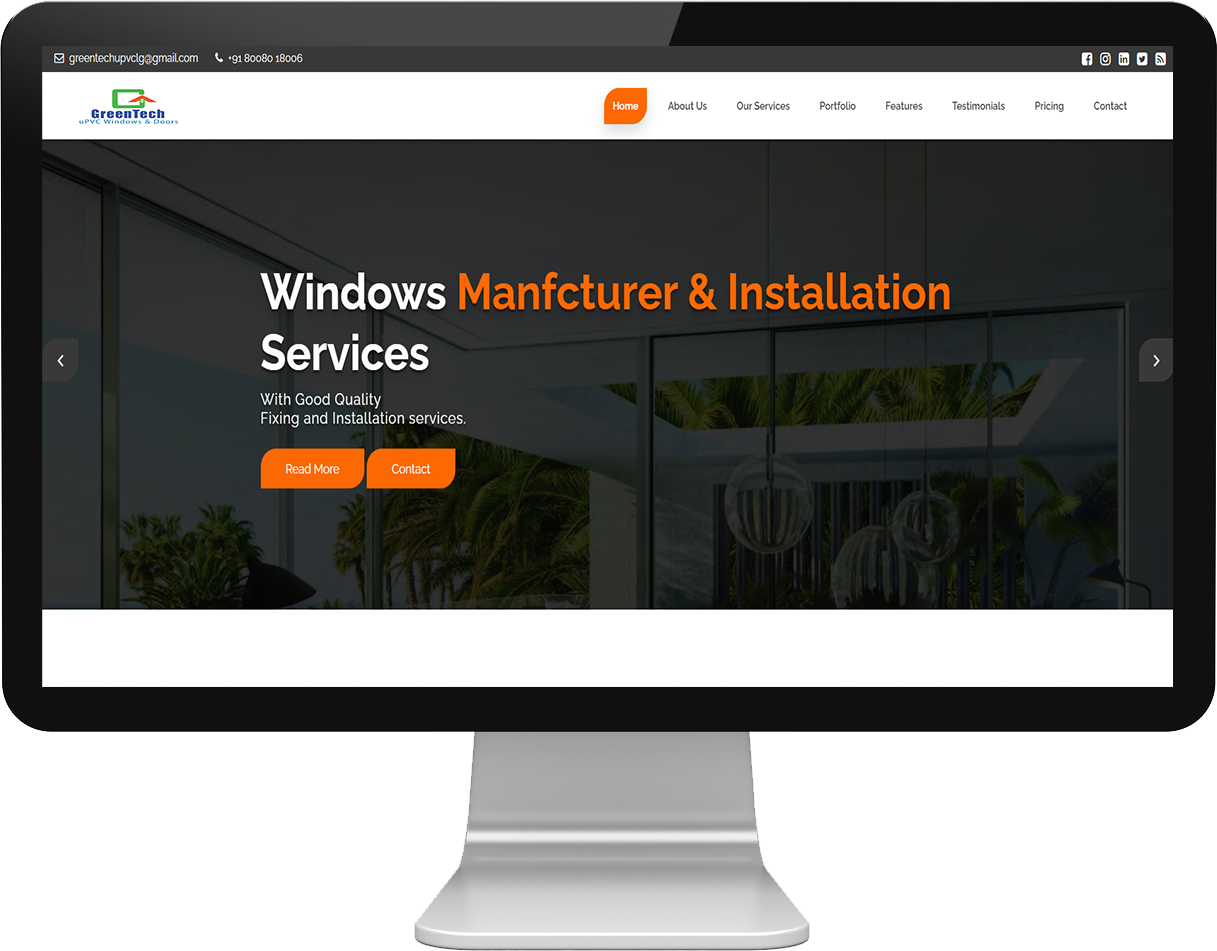 greentechupvclg@gmail.com +91 80080 18006
GreenTech
uPVC Windows & Doors
Home About Us Our Services Portfolio Features Testimonials Pricing Contact
Windows Manfcturer & Installation
Services
With Good Quality
Fixing and Installation services.
Read More Contact